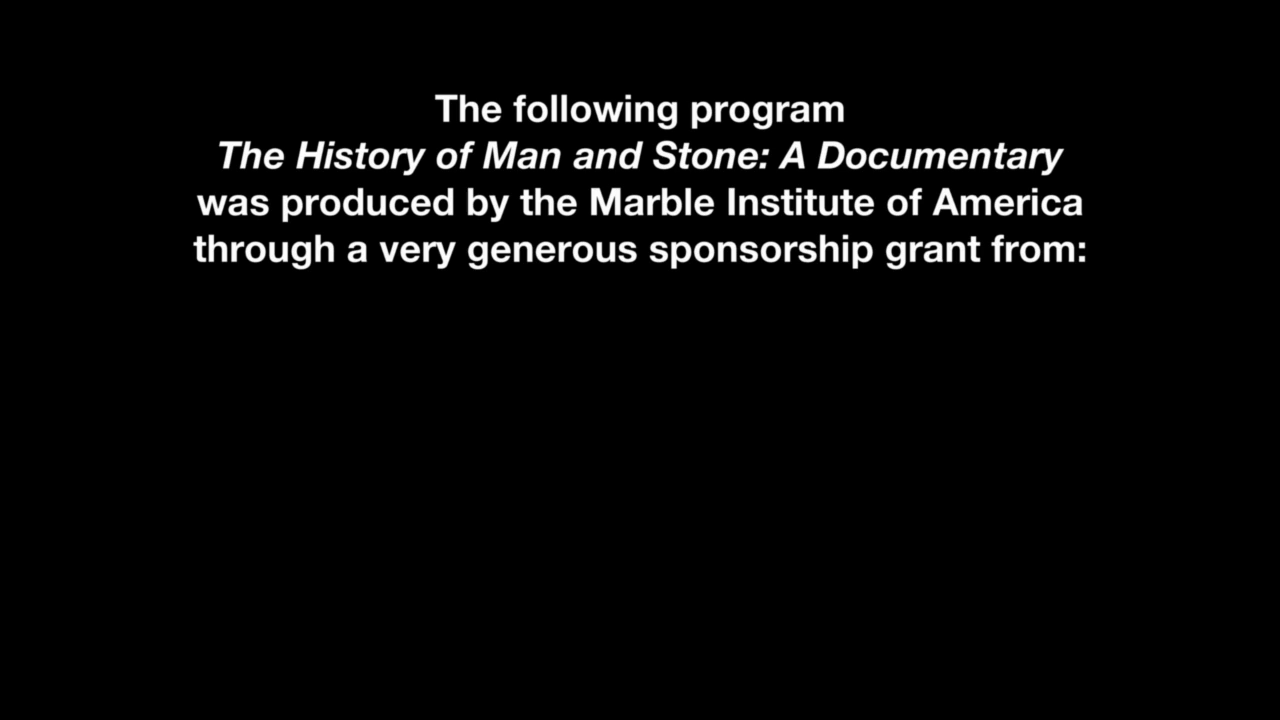 The following program
The History of Man and Stone: A Documentary
was produced by the Marble Institute of America
through a very generous sponsorship grant from: